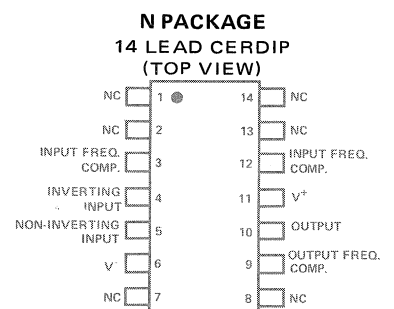 N PACKAGE
14 LEAD CERDIP
(TOP VIEW)
NC 1 14 NC
NC 2 13 NC
INPUT FREQ. COMP. 3 12 INPUT FREQ. COMP.
INVERTING INPUT 4 11 V+
NON-INVERTING INPUT 5 10 OUTPUT
V- 6 9 OUTPUT FREQ. COMP.
NC 7 8 NC